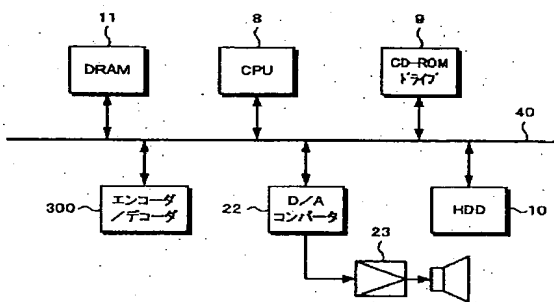 11
8
9
DRAM
CPU
CD-ROM
ドライブ
40
300
エンコーダ
/デコーダ
22
D/A
コンバータ
HDD
10
23